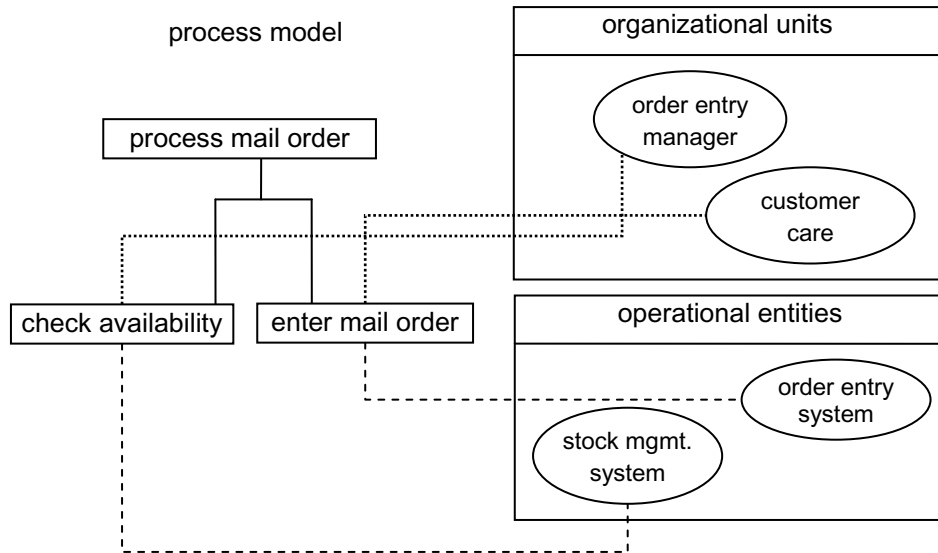 process model
process mail order
check availability
enter mail order
organizational units
order entry
manager
customer
care
operational entities
order entry
system
stock mgmt.
system